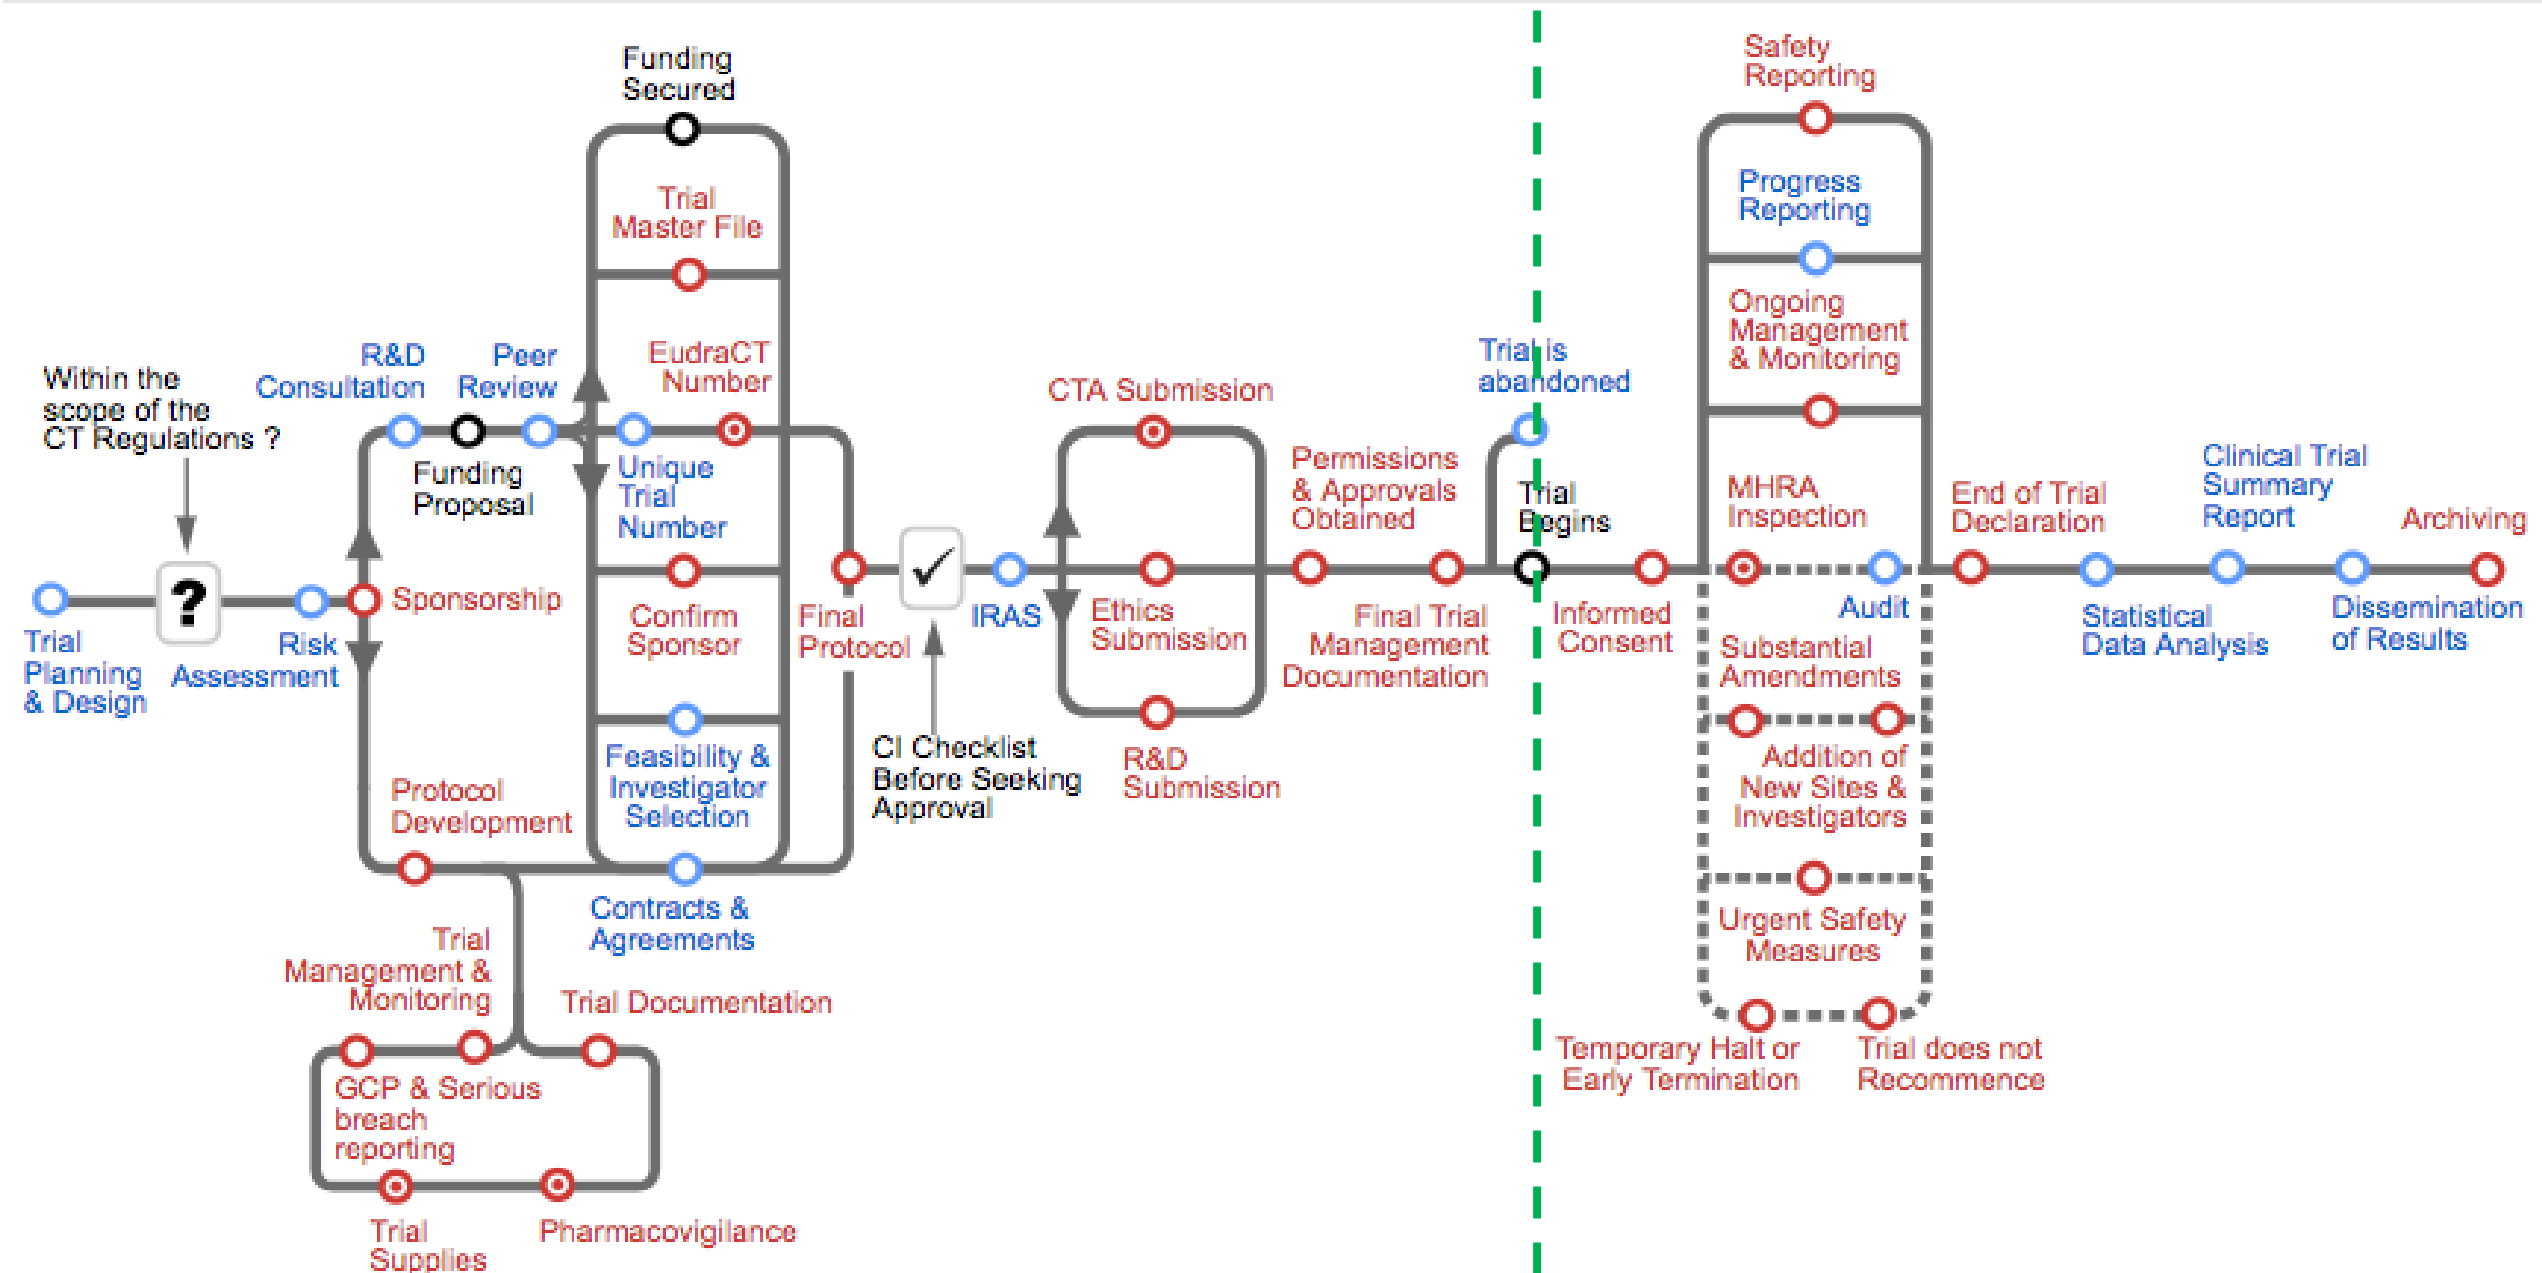 Funding
Secured
Trial
Master File
R&D
Consultation
Peer
Review
EudraCT
Number
Within the
scope of the
CT Regulations ?
Funding
Proposal
Unique
Trial
Number
?
Sponsorship
Trial
Planning
& Design
Risk
Assessment
Confirm
Sponsor
Final
Protocol
Feasibility &
Investigator
Selection
Protocol
Development
Contracts &
Agreements
Trial
Management &
Monitoring
Trial Documentation
GCP & Serious
breach
reporting
Trial
Supplies
Pharmacovigilance
✓
IRAS
CI Checklist
Before Seeking
Approval
CTA Submission
Ethics
Submission
R&D
Submission
Permissions
& Approvals
Obtained
Final Trial
Management
Documentation
Trial is
abandoned
Trial
Begins
Informed
Consent
Safety
Reporting
Progress
Reporting
Ongoing
Management
& Monitoring
MHRA
Inspection
Audit
Substantial
Amendments
Addition of
New Sites &
Investigators
Urgent Safety
Measures
Temporary Halt or
Early Termination
Trial does not
Recommence
End of Trial
Declaration
Statistical
Data Analysis
Clinical Trial
Summary
Report
Dissemination
of Results
Archiving